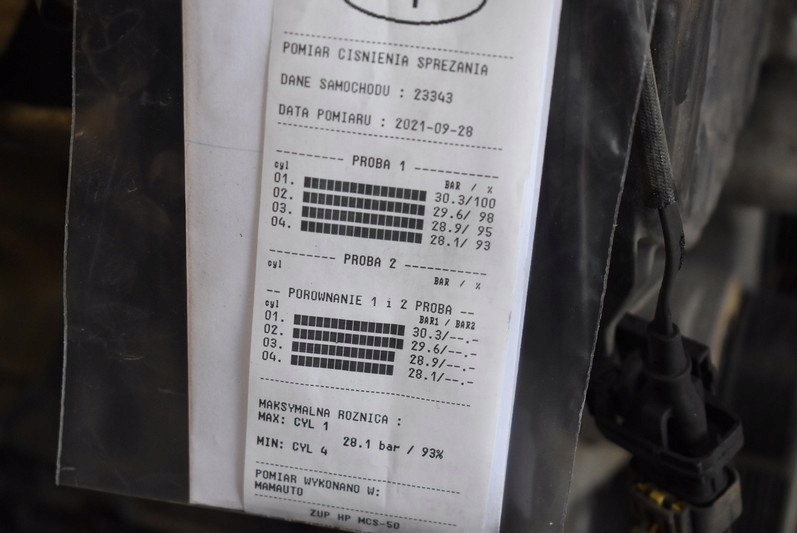 POMIAR CISNIENIA SPREZANIA
DANE SAMOCHODU : 23343
DATA POMIARU : 2021-09-28
PROBA 1
cyl BAR / %
01. 30.3/100
02. 29.6/ 98
03. 28.9/ 95
04. 28.1/ 93
PROBA 2
cyl BAR / %
-- POROWNANIE 1 i 2 PROBA --
cyl BAR1 / BAR2
01. 30.3/--.-
02. 29.6/--.-
03. 28.9/--.-
04. 28.1/--.-
MAKSYMALNA ROZNICA :
MAX: CYL 1
28.1 bar / 93%
MIN: CYL 4
POMIAR WYKONANO W:
MAMAUTO
ZUP HP MCS-50